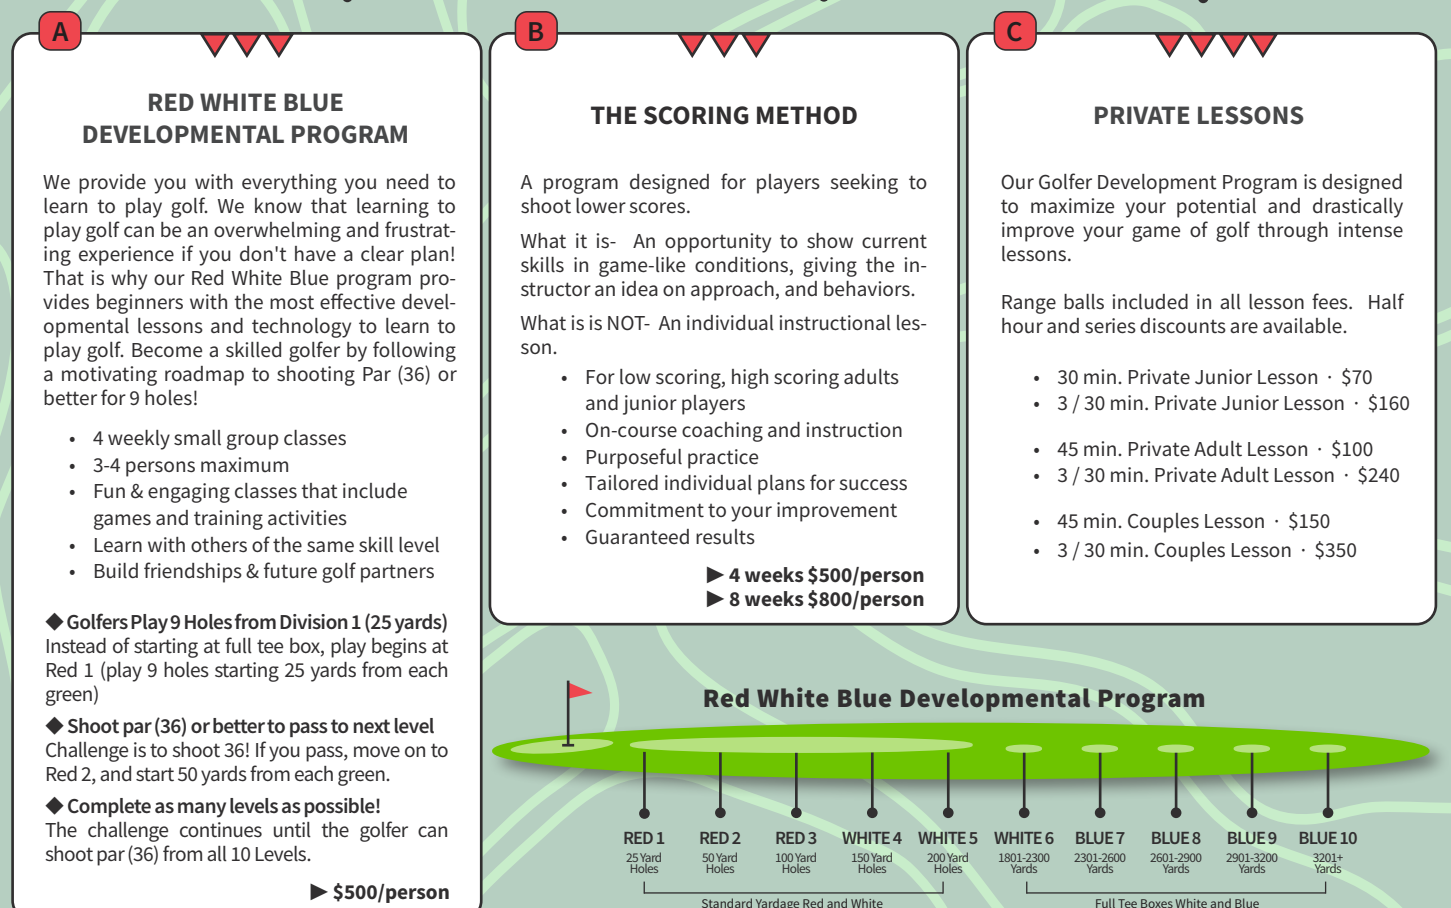 A
RED WHITE BLUE
DEVELOPMENTAL PROGRAM
We provide you with everything you need to
learn to play golf. We know that learning to
play golf can be an overwhelming and frustrat-
ing experience if you don't have a clear plan!
That is why our Red White Blue program pro-
vides beginners with the most effective devel-
opmental lessons and technology to learn to
play golf. Become a skilled golfer by following
a motivating roadmap to shooting Par (36) or
better for 9 holes!
• 4 weekly small group classes
• 3-4 persons maximum
• Fun & engaging classes that include
games and training activities
• Learn with others of the same skill level
• Build friendships & future golf partners
◆ Golfers Play 9 Holes from Division 1 (25 yards)
Instead of starting at full tee box, play begins at
Red 1 (play 9 holes starting 25 yards from each
green)
◆ Shoot par (36) or better to pass to next level
Challenge is to shoot 36! If you pass, move on to
Red 2, and start 50 yards from each green.
◆ Complete as many levels as possible!
The challenge continues until the golfer can
shoot par (36) from all 10 Levels.
▶ $500/person
B
THE SCORING METHOD
A program designed for players seeking to
shoot lower scores.
What it is- An opportunity to show current
skills in game-like conditions, giving the in-
structor an idea on approach, and behaviors.
What is is NOT- An individual instructional les-
son.
• For low scoring, high scoring adults
and junior players
• On-course coaching and instruction
• Purposeful practice
• Tailored individual plans for success
• Commitment to your improvement
• Guaranteed results
▶ 4 weeks $500/person
▶ 8 weeks $800/person
C
PRIVATE LESSONS
Our Golfer Development Program is designed
to maximize your potential and drastically
improve your game of golf through intense
lessons.
Range balls included in all lesson fees. Half
hour and series discounts are available.
• 30 min. Private Junior Lesson · $70
• 3 / 30 min. Private Junior Lesson · $160
• 45 min. Private Adult Lesson · $100
• 3 / 30 min. Private Adult Lesson · $240
• 45 min. Couples Lesson · $150
• 3 / 30 min. Couples Lesson · $350
Red White Blue Developmental Program
RED 1 RED 2 RED 3 WHITE 4 WHITE 5 WHITE 6 BLUE 7 BLUE 8 BLUE 9 BLUE 10
25 Yard 50 Yard 100 Yard 150 Yard 200 Yard 1801-2300 2301-2600 2601-2900 2901-3200 3201+
Holes Holes Holes Holes Holes Yards Yards Yards Yards Yards
Standard Yardage Red and White Full Tee Boxes White and Blue